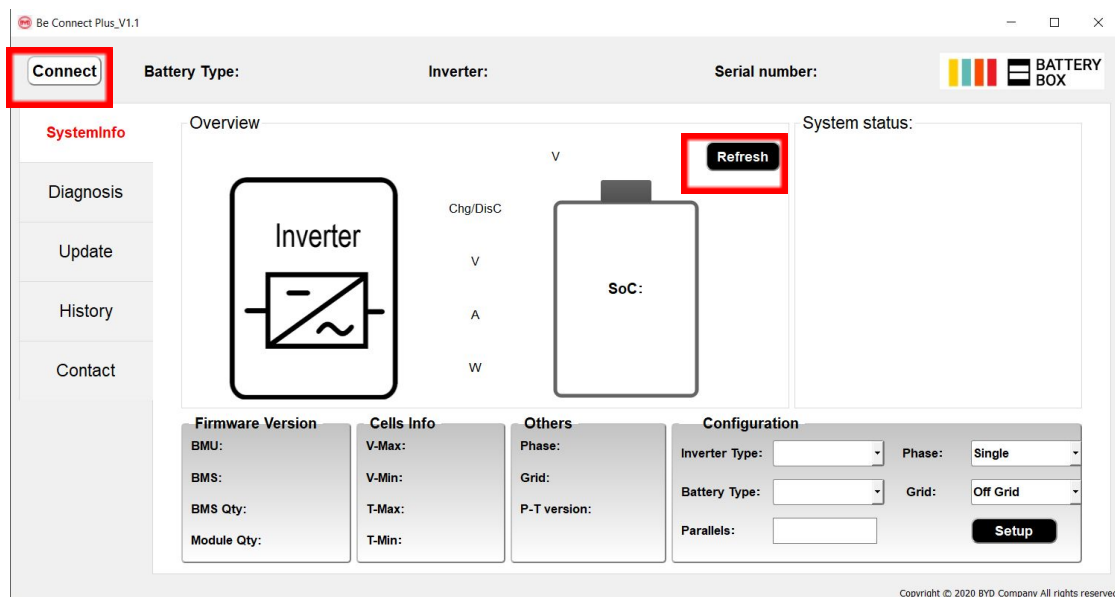 Be Connect Plus_V1.1
Connect
Battery Type:
Inverter:
Serial number:
BATTERY
BOX
SystemInfo
Diagnosis
Update
History
Contact
Overview
V
Refresh
Inverter
Chg/DisC
V
A
W
SoC:
System status:
Firmware Version
BMU:
BMS:
BMS Qty:
Module Qty:
Cells Info
V-Max:
V-Min:
T-Max:
T-Min:
Others
Phase:
Grid:
P-T version:
Configuration
Inverter Type:
Phase:
Single
Battery Type:
Grid:
Off Grid
Parallels:
Setup
Copyright © 2020 BYD Company All rights reserved